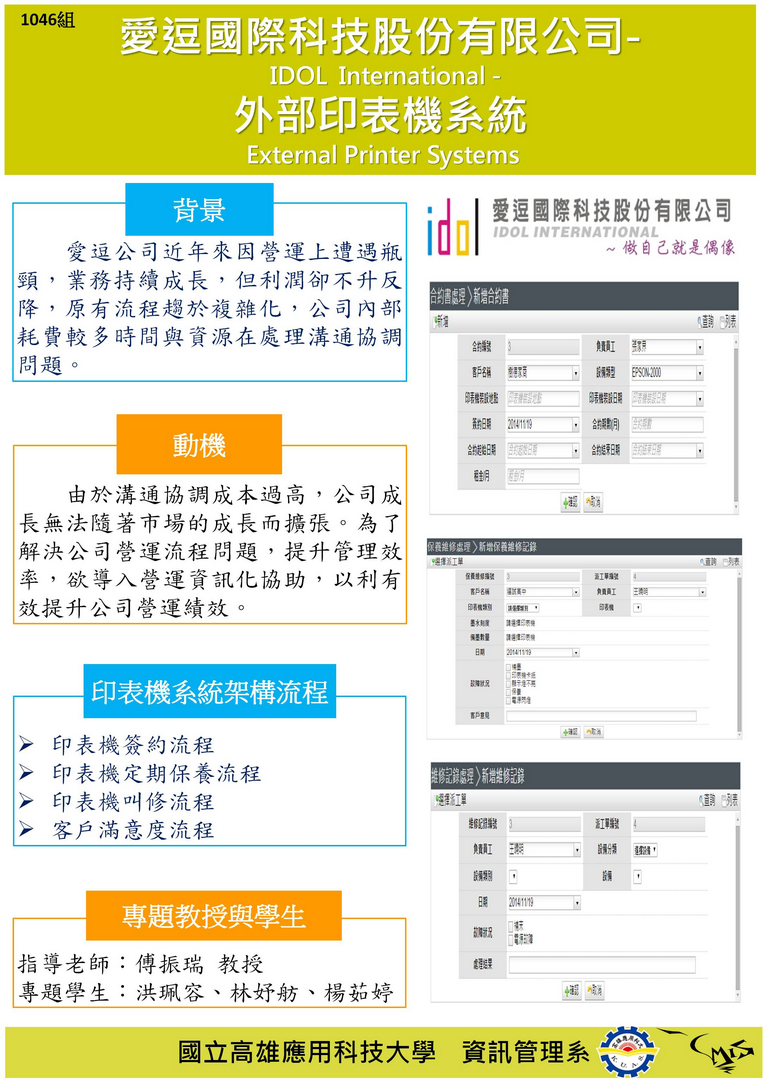 1046組
愛逗國際科技股份有限公司-
IDOL International -
外部印表機系統
External Printer Systems
背景
愛逗公司近年來因營運上遭遇瓶
頸，業務持續成長，但利潤卻不升反
降，原有流程趨於複雜化，公司內部
耗費較多時間與資源在處理溝通協調
問題。
動機
由於溝通協調成本過高，公司成
長無法隨著市場的成長而擴張。為了
解決公司營運流程問題，提升管理效
率，欲導入營運資訊化協助，以利有
效提升公司營運績效。
印表機系統架構流程
➢ 印表機簽約流程
➢ 印表機定期保養流程
➢ 印表機叫修流程
➢ 客戶滿意度流程
專題教授與學生
指導老師：傅振瑞 教授
專題學生：洪珮容、林妤舫、楊茹婷
idol 愛逗國際科技股份有限公司
IDOL INTERNATIONAL
~ 做自己就是偶像
合約書處理〉新增合約書
新增 查詢 列表
合約編號 3 負責員工 張家界
客戶名稱 設備類型 EPSON-2000
印表機裝設地點 印表機裝設地點 印表機裝設日期 印表機裝設日期
簽約日期 2014/11/19 合約期數(月) 合約期數
合約起始日期 合約起始日期 合約結束日期 合約結束日期
租金/月 租金/月
確認 取消
保養維修處理〉新增保養維修記錄
選擇派工單 查詢 列表
保養維修編號 3 派工單編號 4
客戶名稱 負責員工 王曉明
印表機類別 請選擇類別 印表機
墨水刻度 請選擇印表機
備墨數量 請選擇印表機
日期 2014/11/19
故障狀況 補墨
印表機卡紙
顯示燈不亮
保養
電源閃燈
客戶意見
確認 取消
維修記錄處理〉新增維修記錄
選擇派工單 查詢 列表
維修記錄編號 3 派工單編號 4
負責員工 王曉明 設備分類 選擇設備
設備類別 設備
日期 2014/11/19
故障狀況
電源故障
處理結果
確認 取消
國立高雄應用科技大學 資訊管理系
高雄應用科大
K.U.A.S.